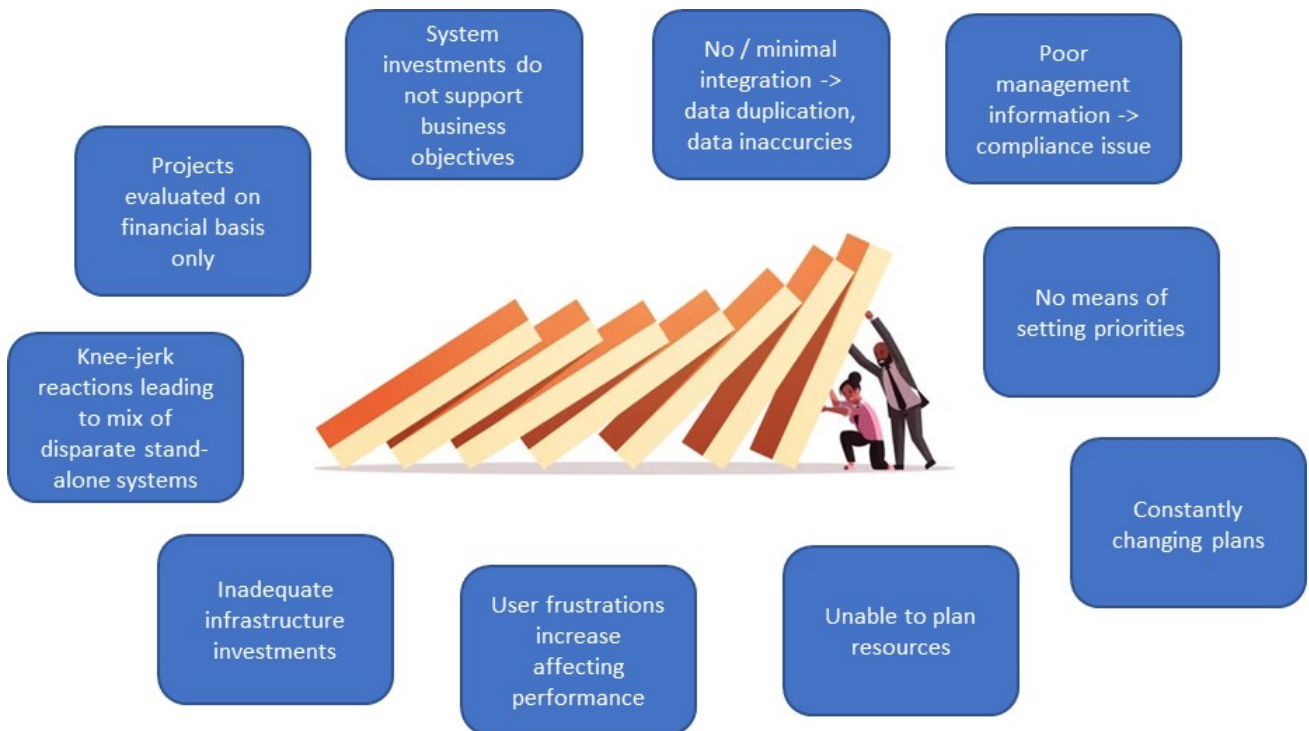 System
investments do
not support
business
objectives
No / minimal
integration ->
data duplication,
data inaccurcies
Poor
management
information ->
compliance issue
Projects
evaluated on
financial basis
only
No means of
setting priorities
Knee-jerk
reactions leading
to mix of
disparate stand-
alone systems
Constantly
changing plans
Inadequate
infrastructure
investments
User frustrations
increase
affecting
performance
Unable to plan
resources